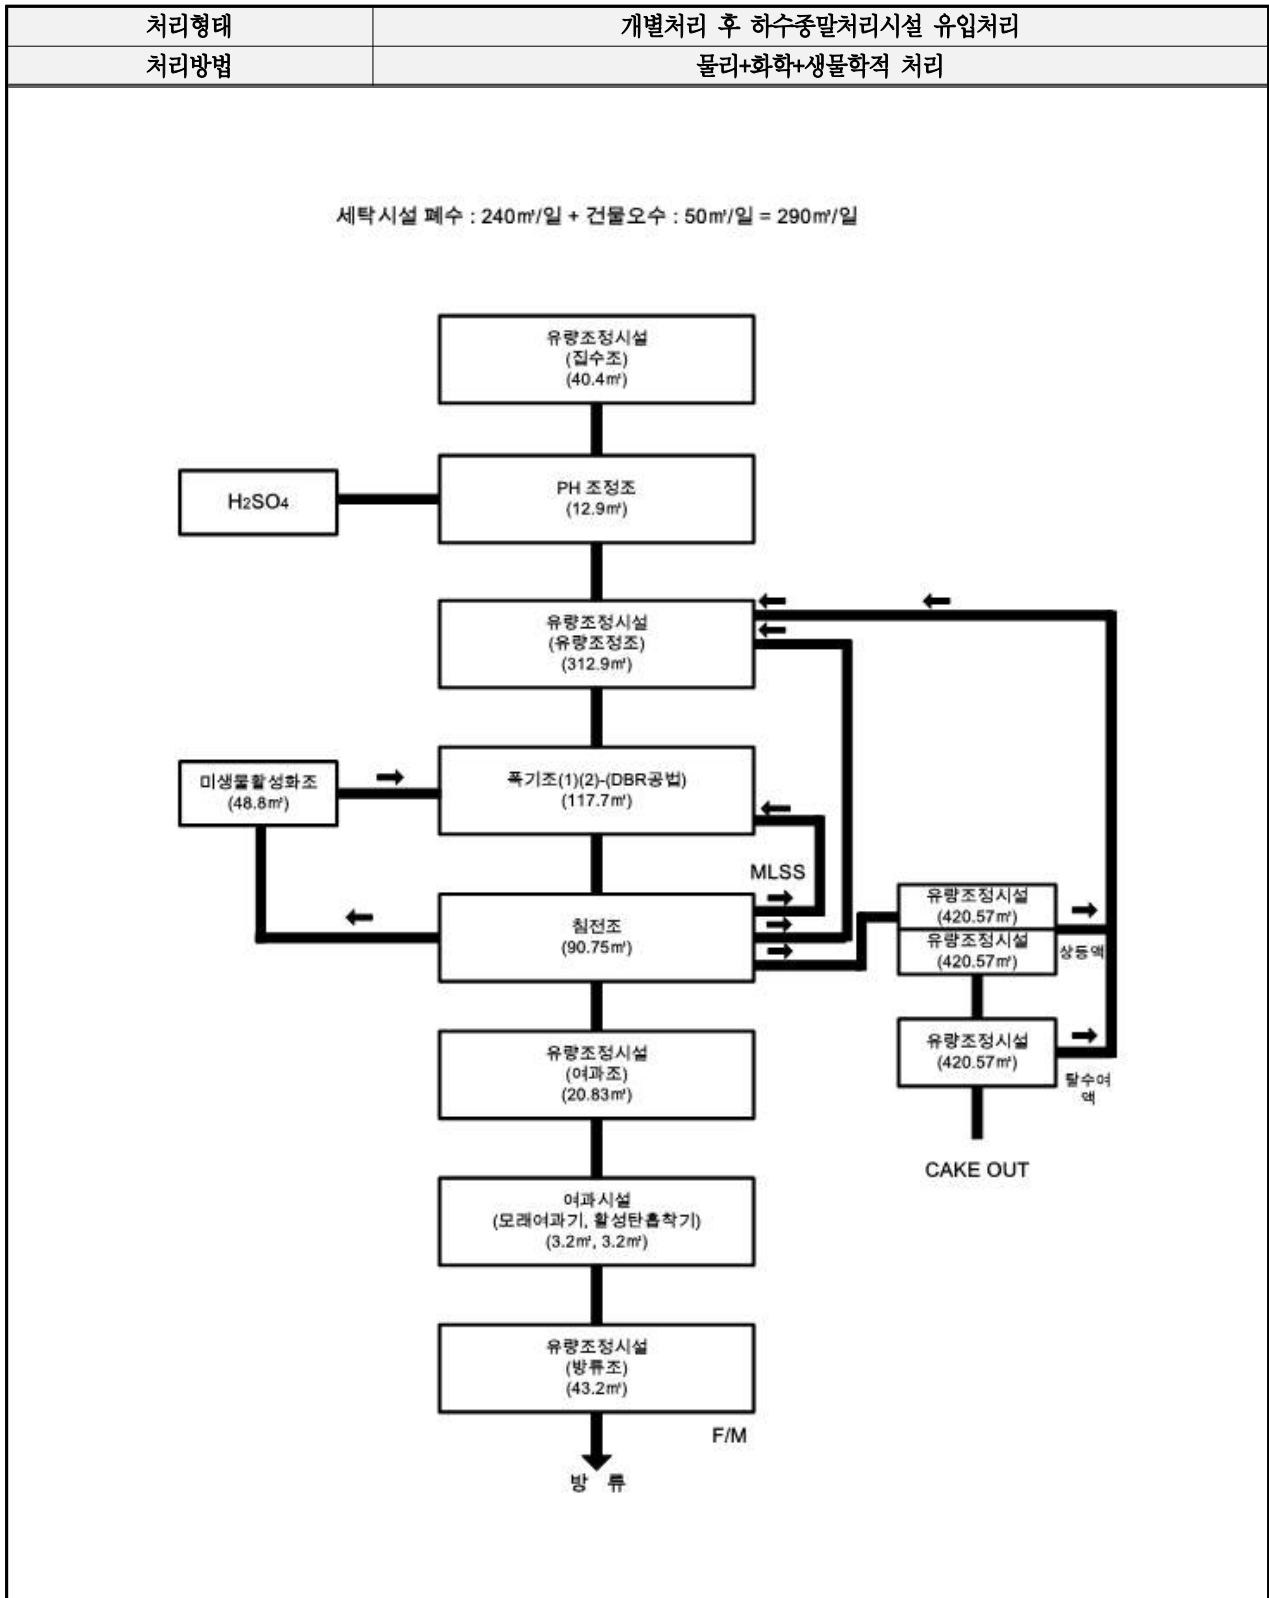 처리형태 개별처리 후 하수종말처리시설 유입처리
처리방법 물리+화학+생물학적 처리
세탁시설 폐수 : 240㎥/일 + 건물오수 : 50㎥/일 = 290㎥/일
유량조정시설
(집수조)
(40.4㎥)
H2SO4
PH 조정조
(12.9㎥)
유량조정시설
(유량조정조)
(312.9㎥)
미생물활성화조
(48.8㎥)
폭기조(1)(2)-(DBR공법)
(117.7㎥)
MLSS
침전조
(90.75㎥)
유량조정시설
(420.57㎥)
유량조정시설
(420.57㎥)
상등액
유량조정시설
(420.57㎥)
탈수여
액
CAKE OUT
유량조정시설
(여과조)
(20.83㎥)
여과시설
(모래여과기, 활성탄흡착기)
(3.2㎥, 3.2㎥)
유량조정시설
(방류조)
(43.2㎥)
F/M
방 류